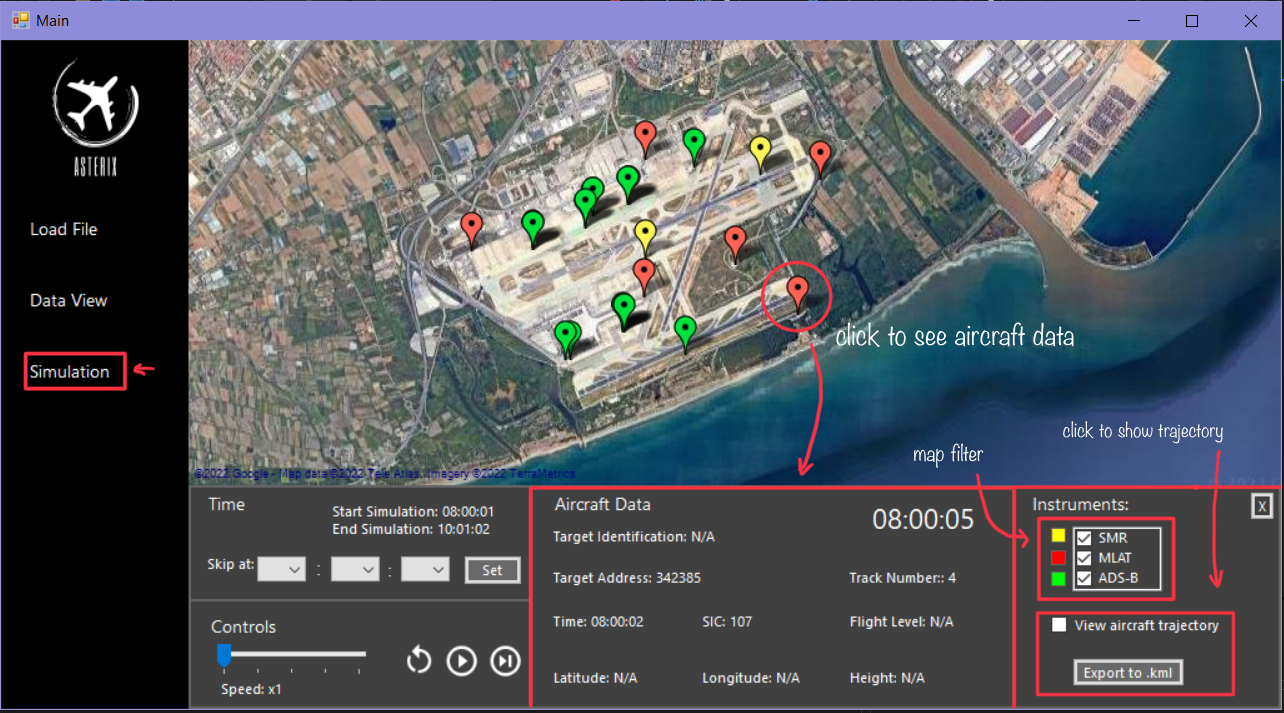 Main
ASTERIX
Load File
Data View
Simulation
click to see aircraft data
click to show trajectory
map filter
©2022 Google - Map data ©2022 Tele Atlas, Imagery ©2022 TerraMetrics
Time
Start Simulation: 08:00:01
End Simulation: 10:01:02
Skip at:
:
:
Set
Controls
Speed: x1
Aircraft Data
08:00:05
Target Identification: N/A
Target Address: 342385
Track Number:: 4
Time: 08:00:02
SIC: 107
Flight Level: N/A
Latitude: N/A
Longitude: N/A
Height: N/A
Instruments:
X
SMR
MLAT
ADS-B
View aircraft trajectory
Export to .kml